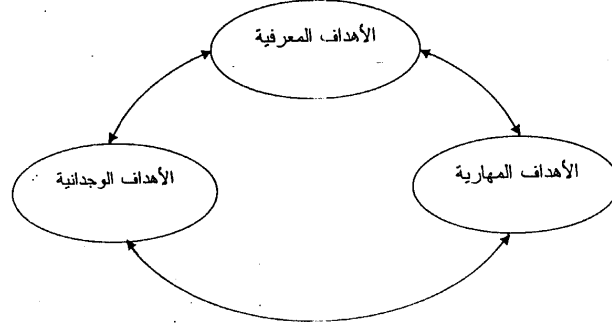 الأهداف المعرفية
الأهداف المهارية
الأهداف الوجدانية